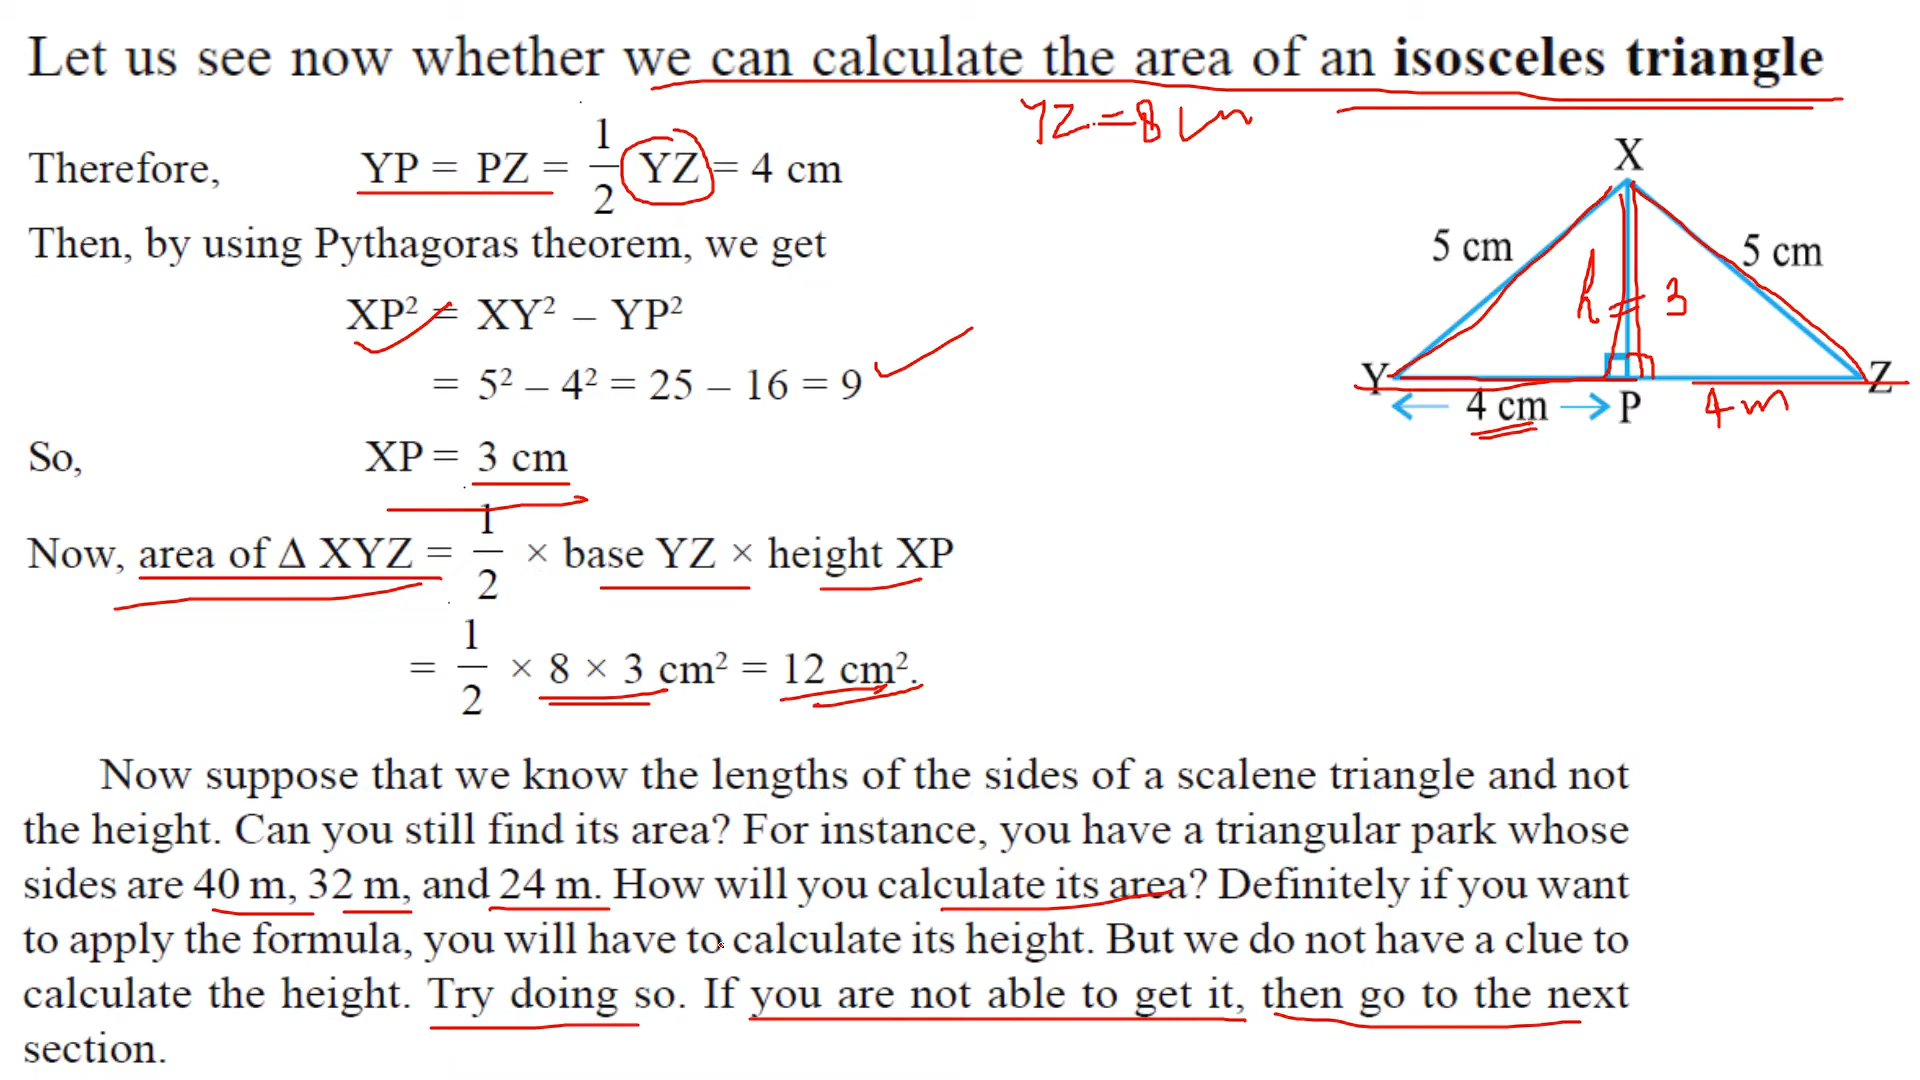 Let us see now whether we can calculate the area of an isosceles triangle
YZ = 8 cm
Therefore, YP = PZ = 1/2 YZ = 4 cm
Then, by using Pythagoras theorem, we get
XP² = XY² – YP²
= 5² – 4² = 25 – 16 = 9
So, XP = 3 cm
Now, area of Δ XYZ = 1/2 × base YZ × height XP
= 1/2 × 8 × 3 cm² = 12 cm².
X
5 cm
5 cm
h = 3
Y
Z
4 cm
P
4 m
Now suppose that we know the lengths of the sides of a scalene triangle and not
the height. Can you still find its area? For instance, you have a triangular park whose
sides are 40 m, 32 m, and 24 m. How will you calculate its area? Definitely if you want
to apply the formula, you will have to calculate its height. But we do not have a clue to
calculate the height. Try doing so. If you are not able to get it, then go to the next
section.